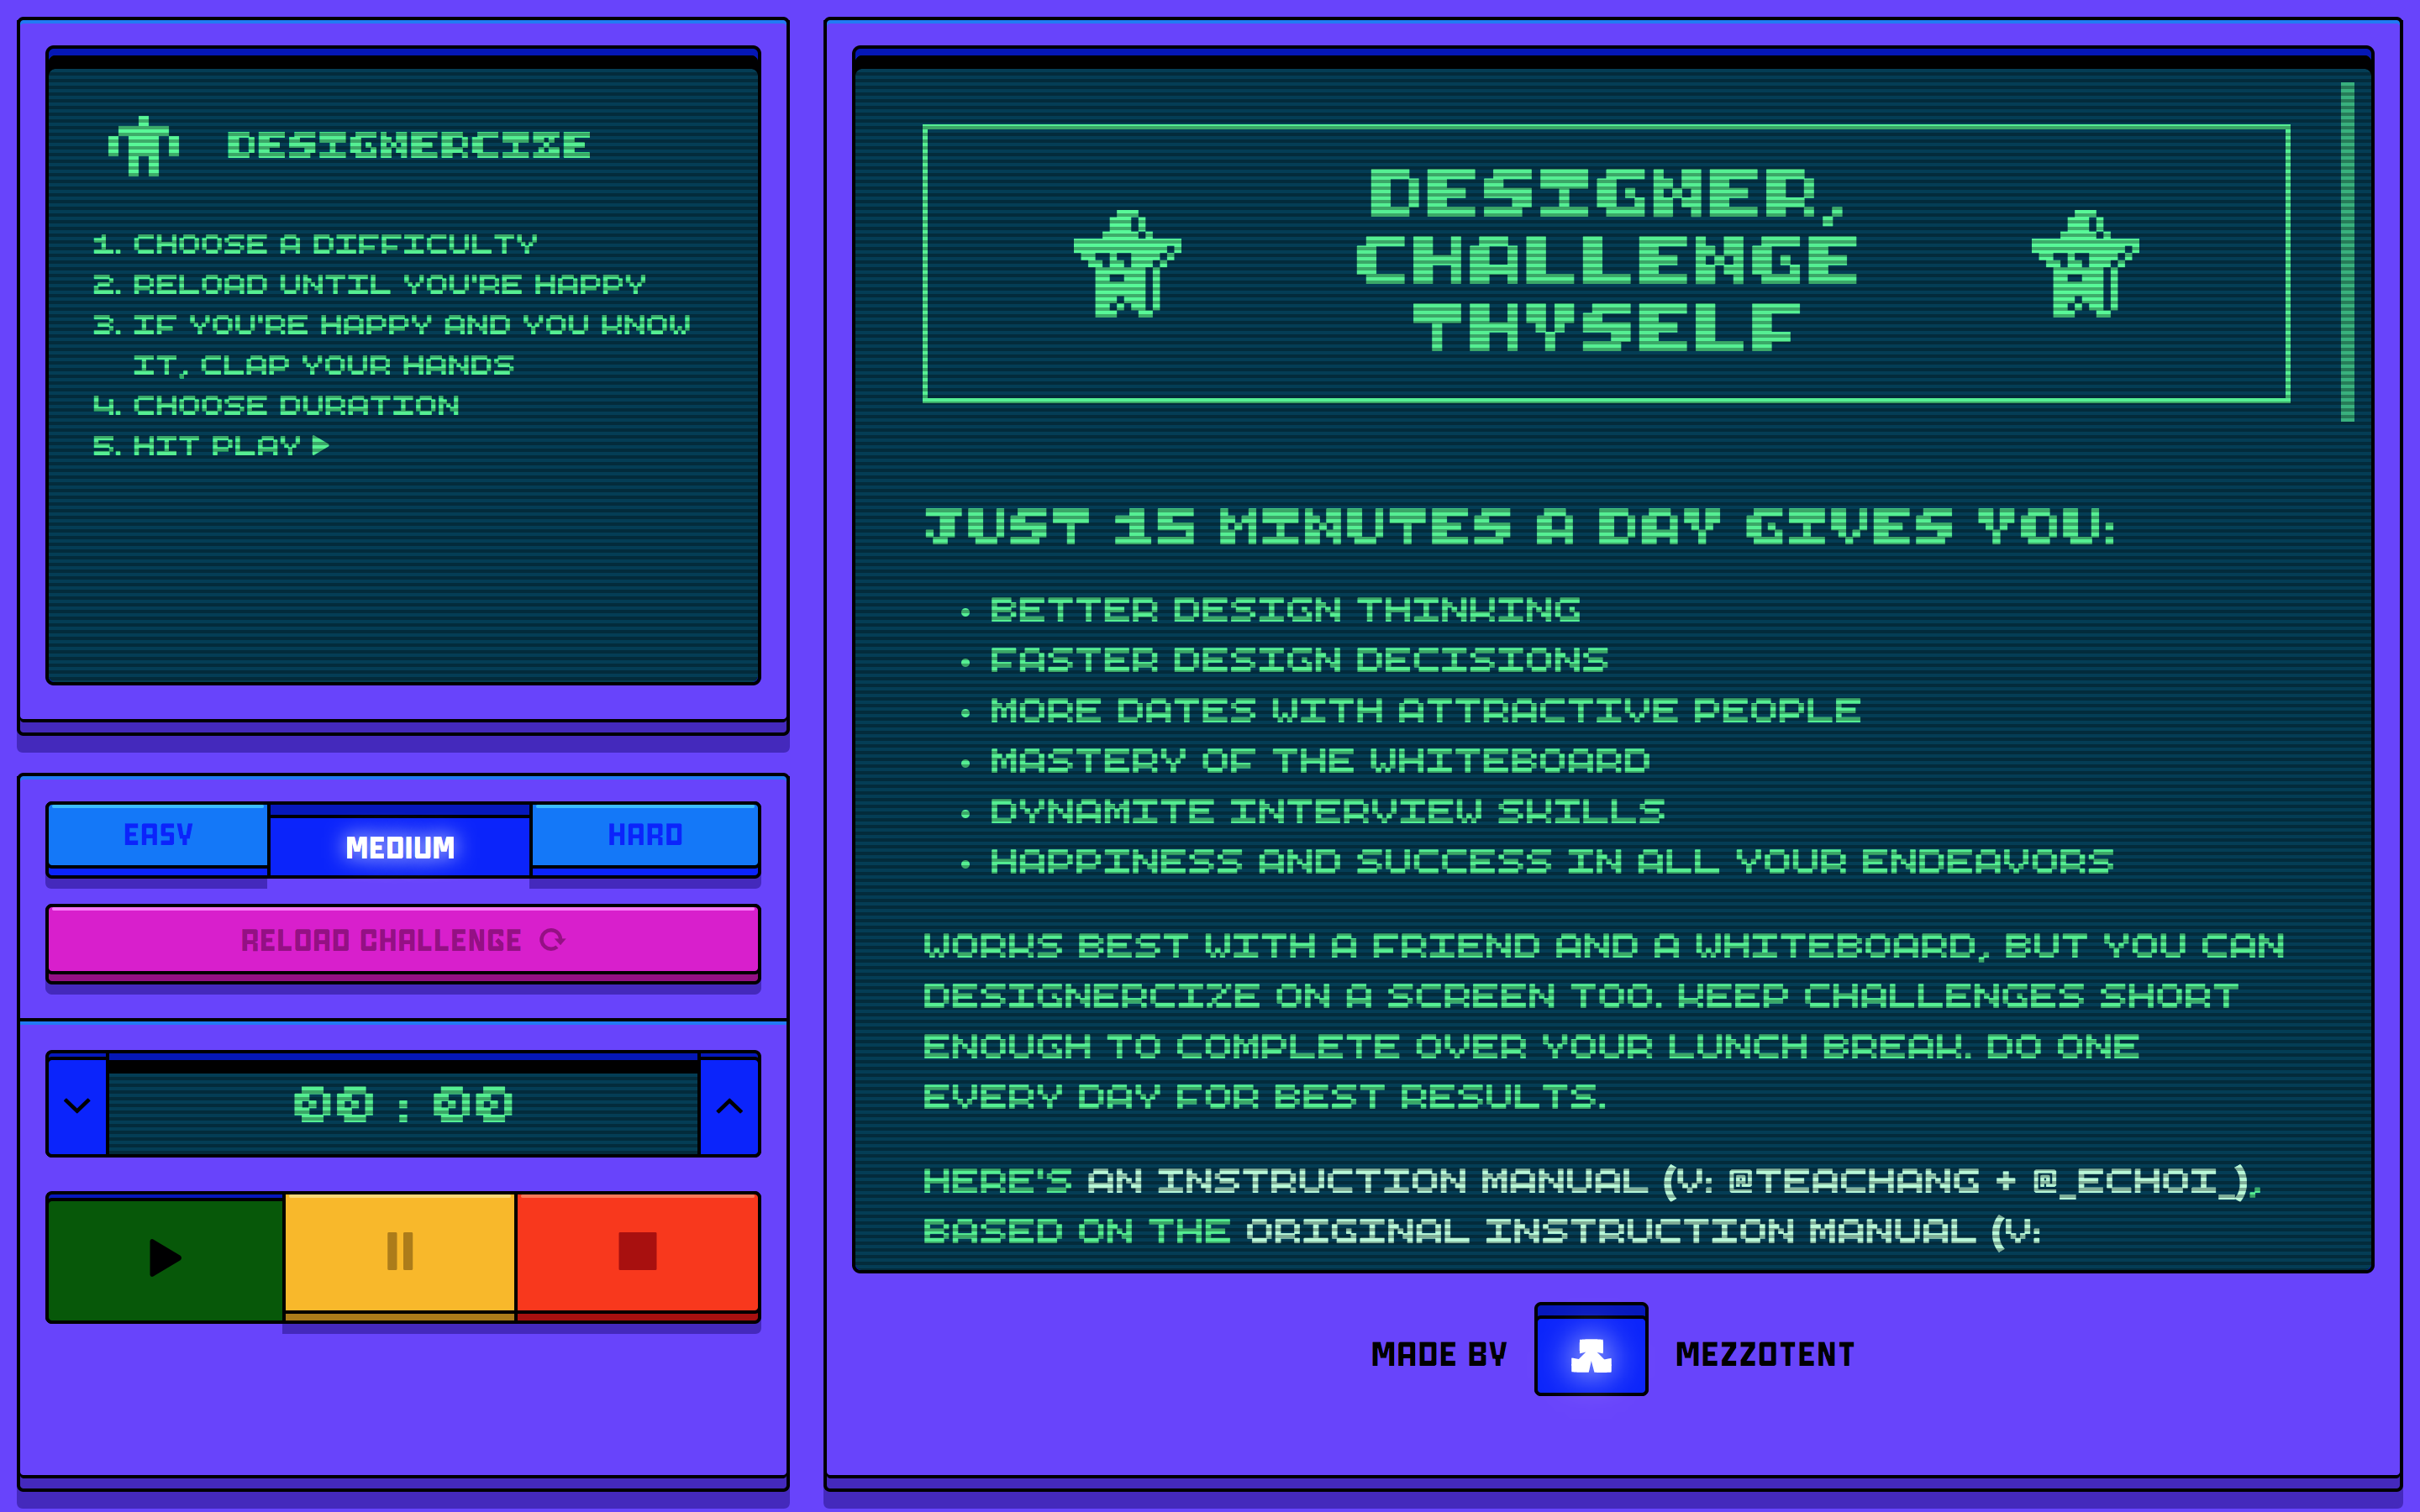 DESIGNERCIZE
1. CHOOSE A DIFFICULTY
2. RELOAD UNTIL YOU'RE HAPPY
3. IF YOU'RE HAPPY AND YOU KNOW
IT, CLAP YOUR HANDS
4. CHOOSE DURATION
5. HIT PLAY ▶
EASY
MEDIUM
HARD
RELOAD CHALLENGE ⟳
00 : 00
DESIGNER,
CHALLENGE
THYSELF
JUST 15 MINUTES A DAY GIVES YOU:
• BETTER DESIGN THINKING
• FASTER DESIGN DECISIONS
• MORE DATES WITH ATTRACTIVE PEOPLE
• MASTERY OF THE WHITEBOARD
• DYNAMITE INTERVIEW SKILLS
• HAPPINESS AND SUCCESS IN ALL YOUR ENDEAVORS
WORKS BEST WITH A FRIEND AND A WHITEBOARD, BUT YOU CAN
DESIGNERCIZE ON A SCREEN TOO. KEEP CHALLENGES SHORT
ENOUGH TO COMPLETE OVER YOUR LUNCH BREAK. DO ONE
EVERY DAY FOR BEST RESULTS.
HERE'S AN INSTRUCTION MANUAL (V: @TEACHANG + @_ECHOI_),
BASED ON THE ORIGINAL INSTRUCTION MANUAL (V:
MADE BY MEZZOTENT